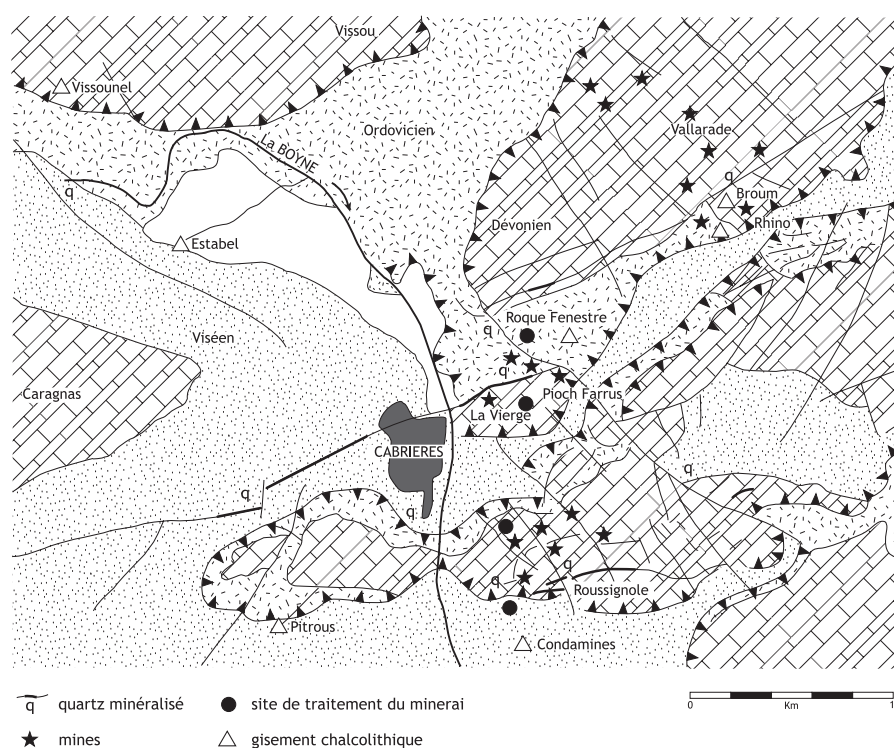 Vissou
Vissounel
Ordovicien
La BOYNE
Vallarade
q
q
Broum
Dévonien
Rhino
Estabel
Roque Fenestre
q
Viséen
q
Pioch Farrus
Caragnas
La Vierge
CABRIERES
q
q
q
q
q
Roussignole
Pitrous
Condamines
q quartz minéralisé
site de traitement du minerai
0 Km 1
mines
gisement chalcolithique